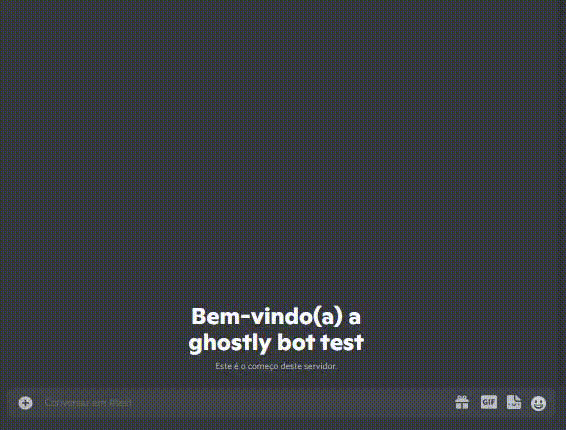 Bem-vindo(a) a
ghostly bot test
Este é o começo deste servidor.
Conversar em #test
GIF